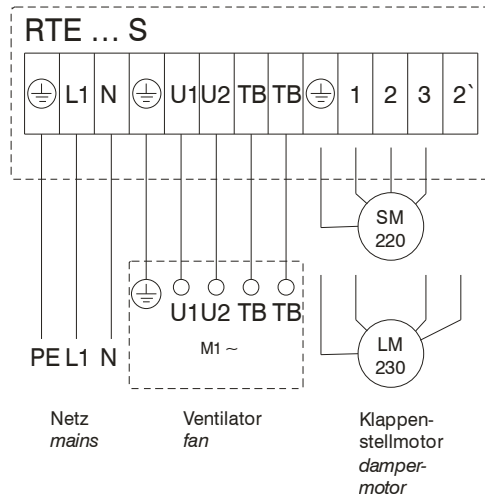 RTE ... S
L1 N U1 U2 TB TB 1 2 3 2`
SM
220
U1 U2 TB TB
M1 ~
PE L1 N
LM
230
Netz
mains
Ventilator
fan
Klappen-
stellmotor
damper-
motor